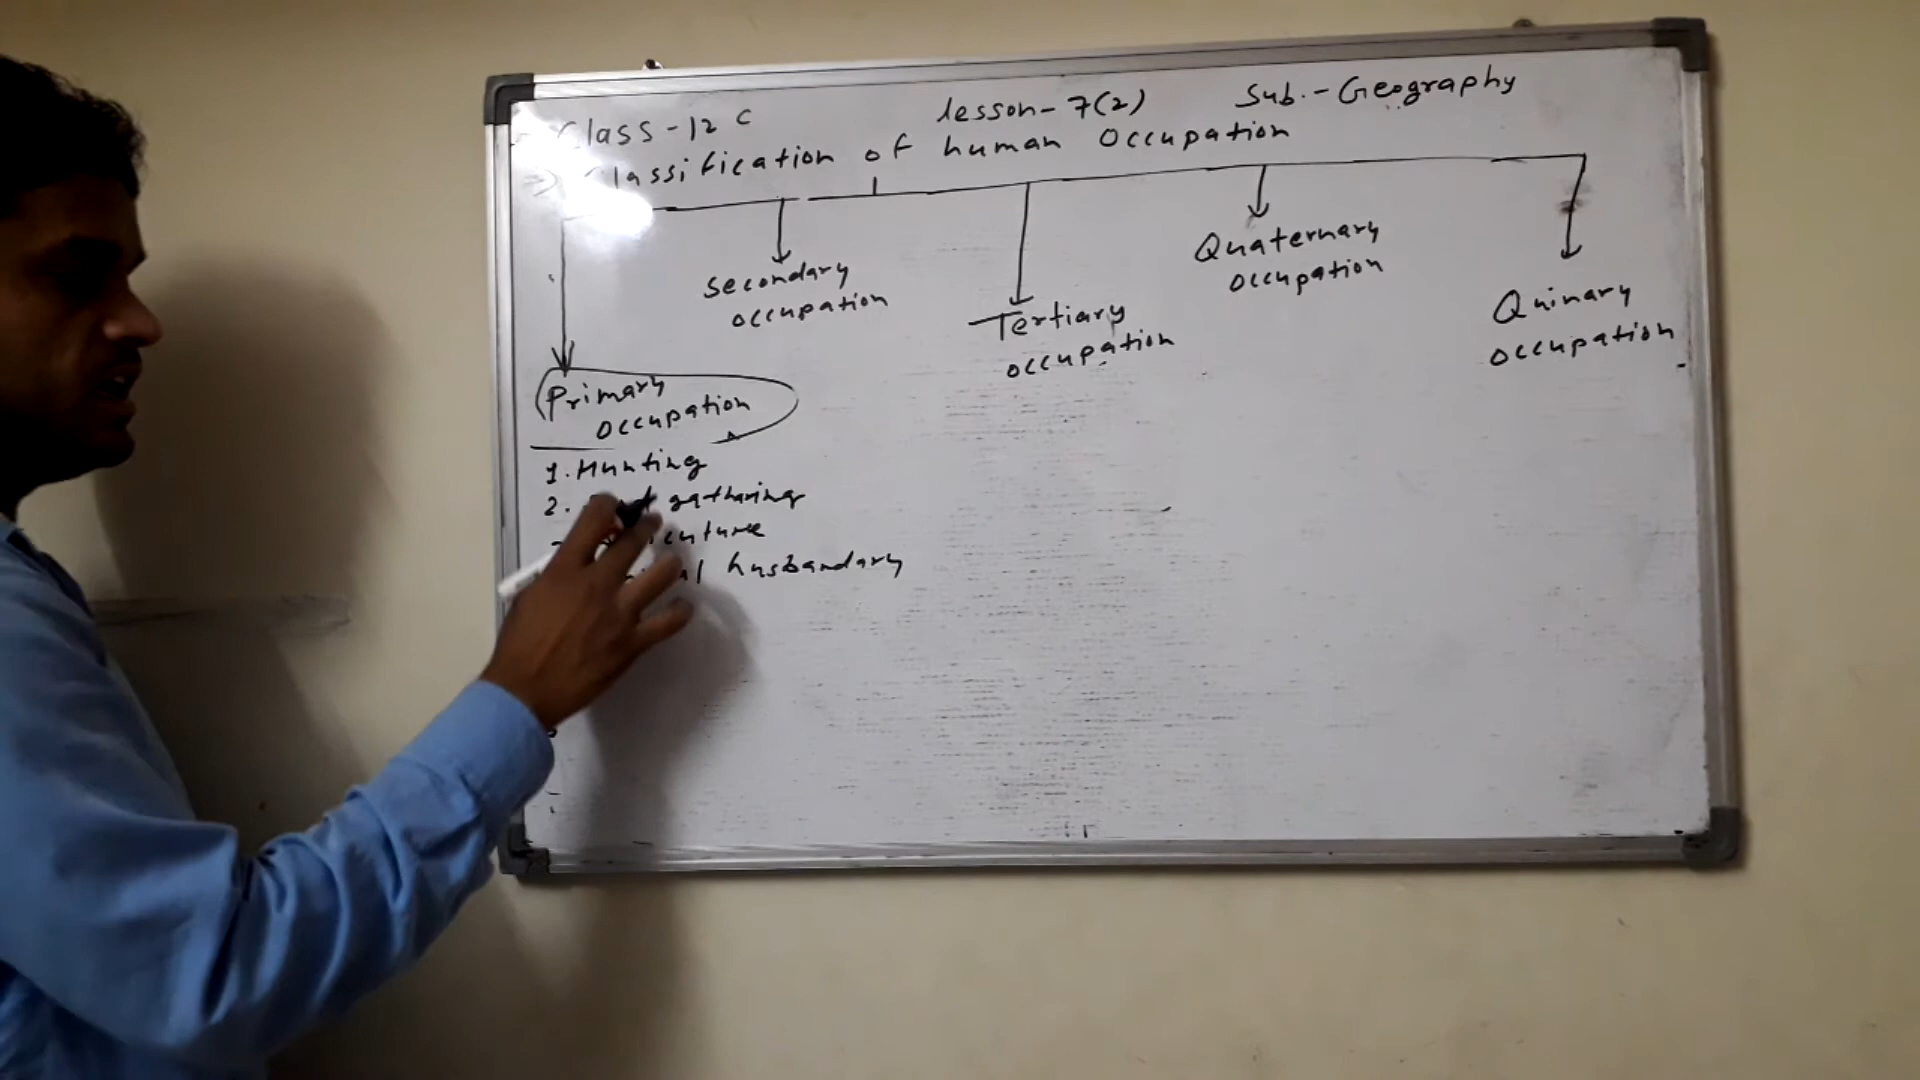 Class-12 C lesson-7(2) Sub.-Geography
=> Classification of human Occupation
Primary
Occupation
Secondary
occupation
Tertiary
occupation
Quaternary
occupation
Quinary
occupation
1. Hunting
2. gatharing
husbandary